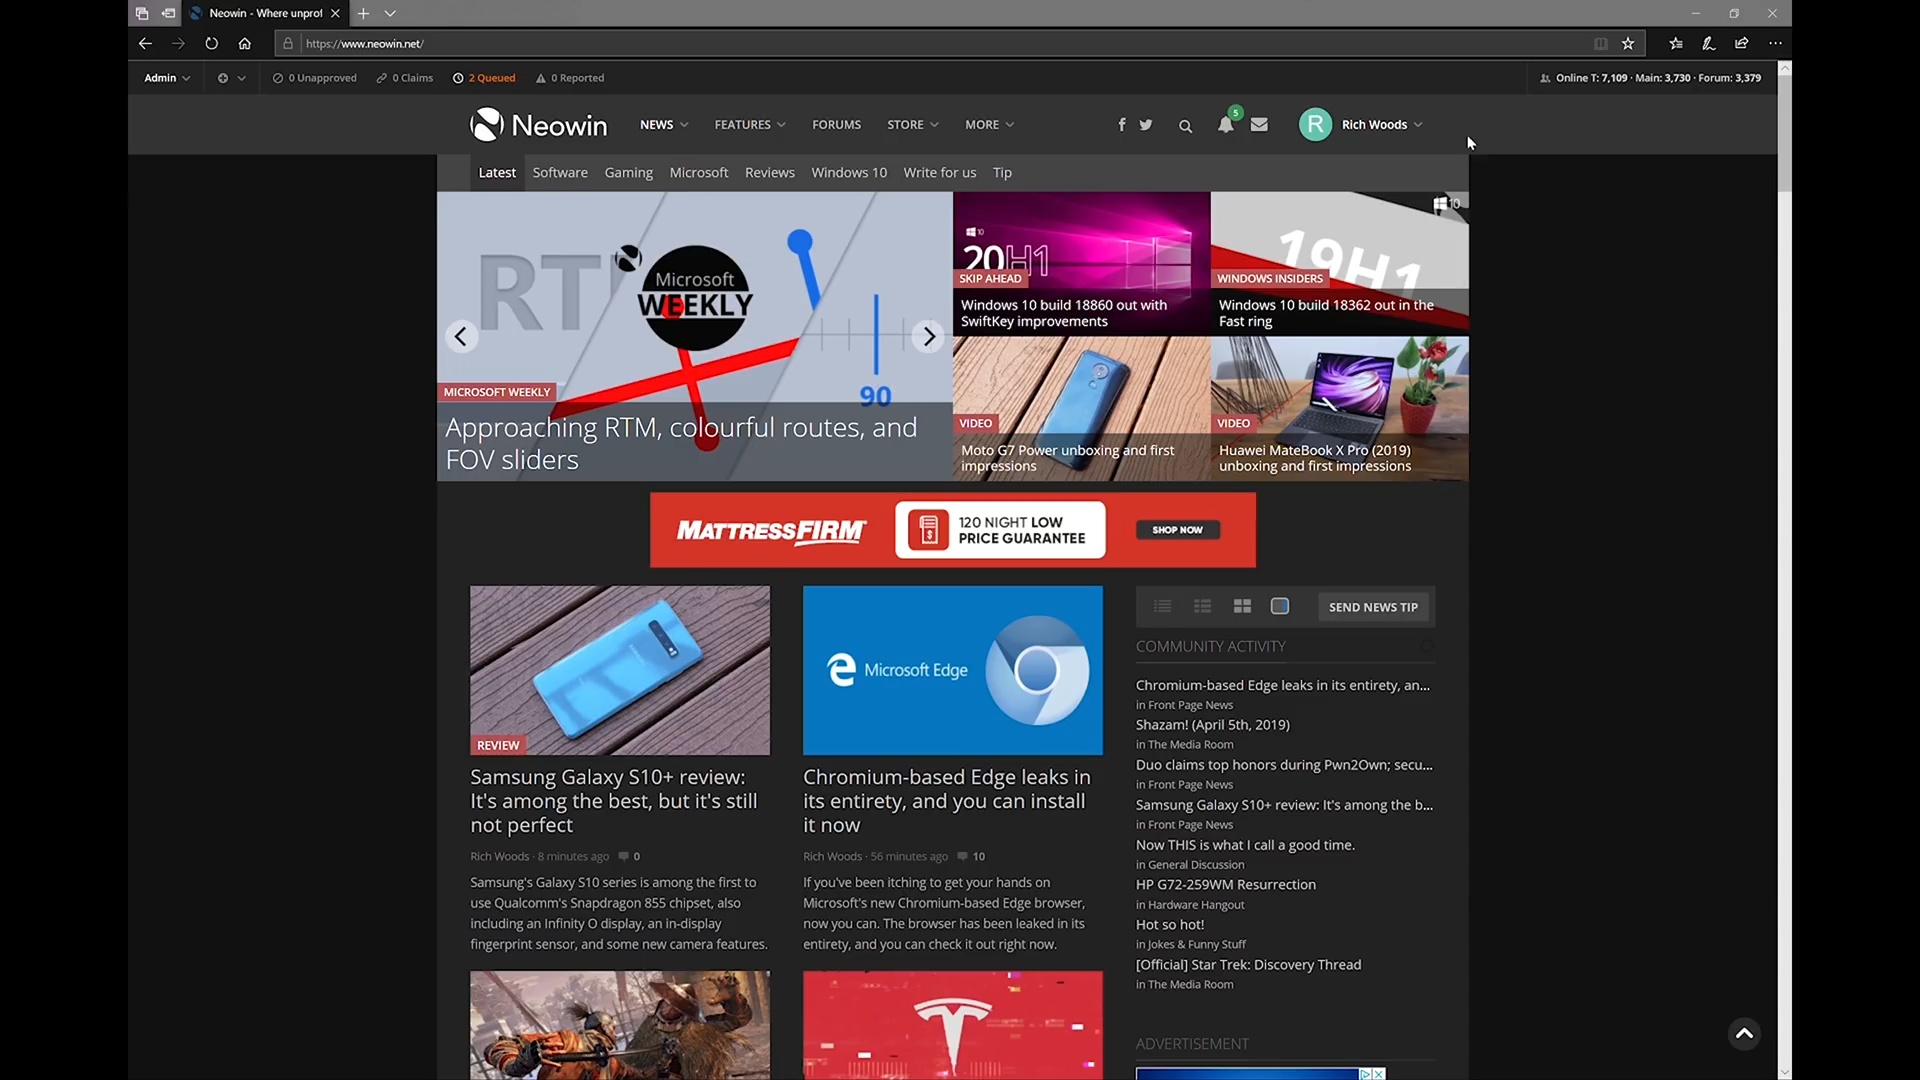 Neowin - Where unprof
https://www.neowin.net/
Admin
0 Unapproved
0 Claims
2 Queued
0 Reported
Online T: 7,109 · Main: 3,730 · Forum: 3,379
Neowin
NEWS
FEATURES
FORUMS
STORE
MORE
5
R
Rich Woods
Latest
Software
Gaming
Microsoft
Reviews
Windows 10
Write for us
Tip
RT
Microsoft
WEEKLY
90
MICROSOFT WEEKLY
Approaching RTM, colourful routes, and
FOV sliders
10
20H1
SKIP AHEAD
Windows 10 build 18860 out with
SwiftKey improvements
10
19H1
WINDOWS INSIDERS
Windows 10 build 18362 out in the
Fast ring
VIDEO
Moto G7 Power unboxing and first
impressions
VIDEO
Huawei MateBook X Pro (2019)
unboxing and first impressions
MATTRESSFIRM
120 NIGHT LOW
PRICE GUARANTEE
SHOP NOW
REVIEW
Samsung Galaxy S10+ review:
It's among the best, but it's still
not perfect
Rich Woods · 8 minutes ago 0
Samsung's Galaxy S10 series is among the first to
use Qualcomm's Snapdragon 855 chipset, also
including an Infinity O display, an in-display
fingerprint sensor, and some new camera features.
Microsoft Edge
Chromium-based Edge leaks in
its entirety, and you can install
it now
Rich Woods · 56 minutes ago 10
If you've been itching to get your hands on
Microsoft's new Chromium-based Edge browser,
now you can. The browser has been leaked in its
entirety, and you can check it out right now.
SEND NEWS TIP
COMMUNITY ACTIVITY
Chromium-based Edge leaks in its entirety, an...
in Front Page News
Shazam! (April 5th, 2019)
in The Media Room
Duo claims top honors during Pwn2Own; secu...
in Front Page News
Samsung Galaxy S10+ review: It's among the b...
in Front Page News
Now THIS is what I call a good time.
in General Discussion
HP G72-259WM Resurrection
in Hardware Hangout
Hot so hot!
in Jokes & Funny Stuff
[Official] Star Trek: Discovery Thread
in The Media Room
ADVERTISEMENT